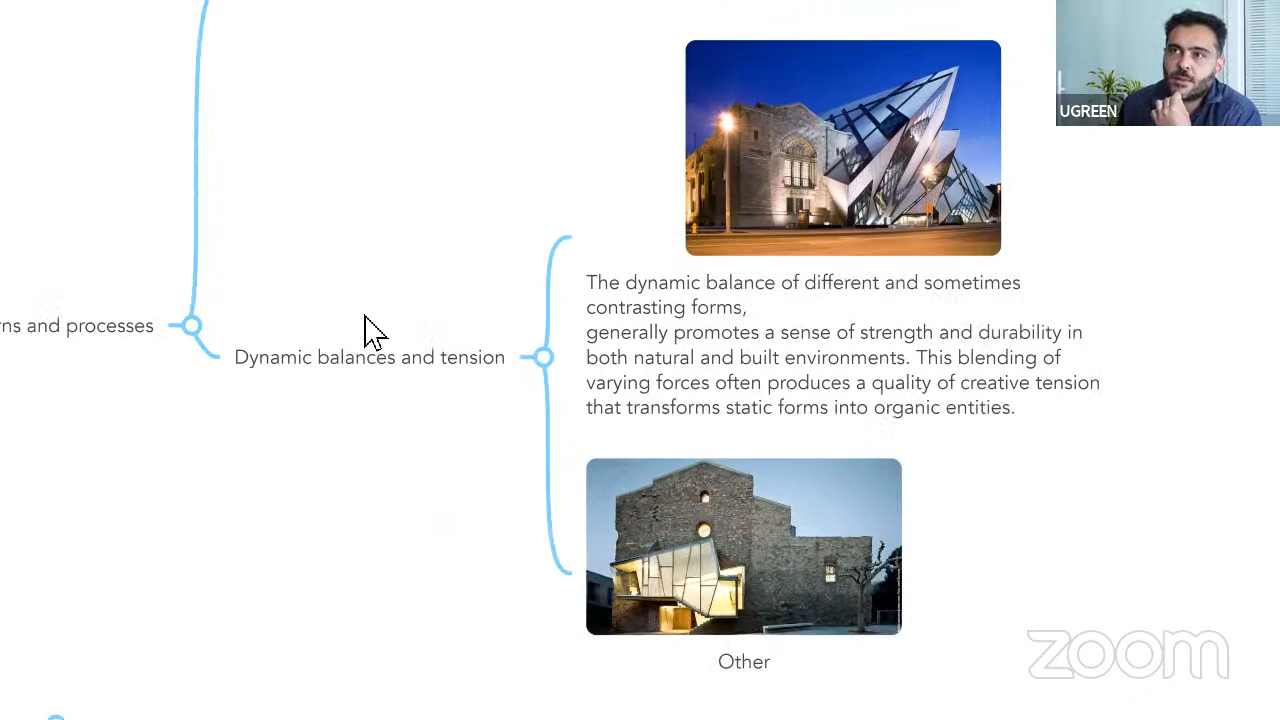 UGREEN
The dynamic balance of different and sometimes
contrasting forms,
generally promotes a sense of strength and durability in
both natural and built environments. This blending of
varying forces often produces a quality of creative tension
that transforms static forms into organic entities.
rns and processes
Dynamic balances and tension
Other
zoom